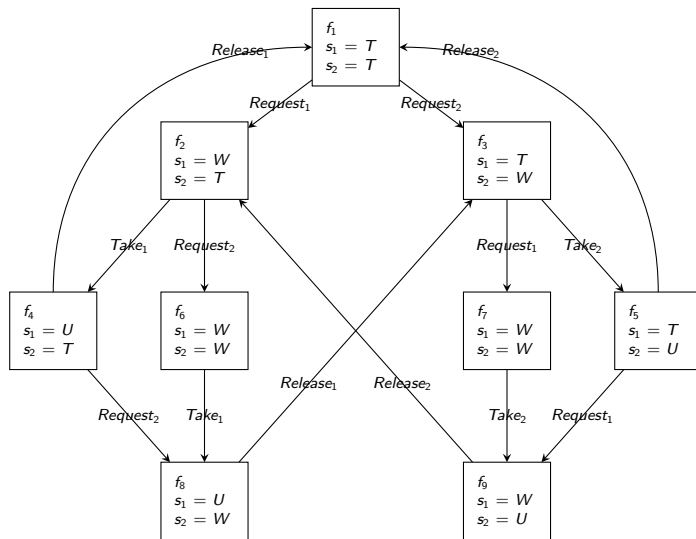 f₁
s₁ = T
s₂ = T
Release₁
Release₂
Request₁
Request₂
f₂
s₁ = W
s₂ = T
f₃
s₁ = T
s₂ = W
Take₁
Request₂
Request₁
Take₂
f₄
s₁ = U
s₂ = T
f₆
s₁ = W
s₂ = W
f₇
s₁ = W
s₂ = W
f₅
s₁ = T
s₂ = U
Release₁
Release₂
Request₂
Take₁
Take₂
Request₁
f₈
s₁ = U
s₂ = W
f₉
s₁ = W
s₂ = U